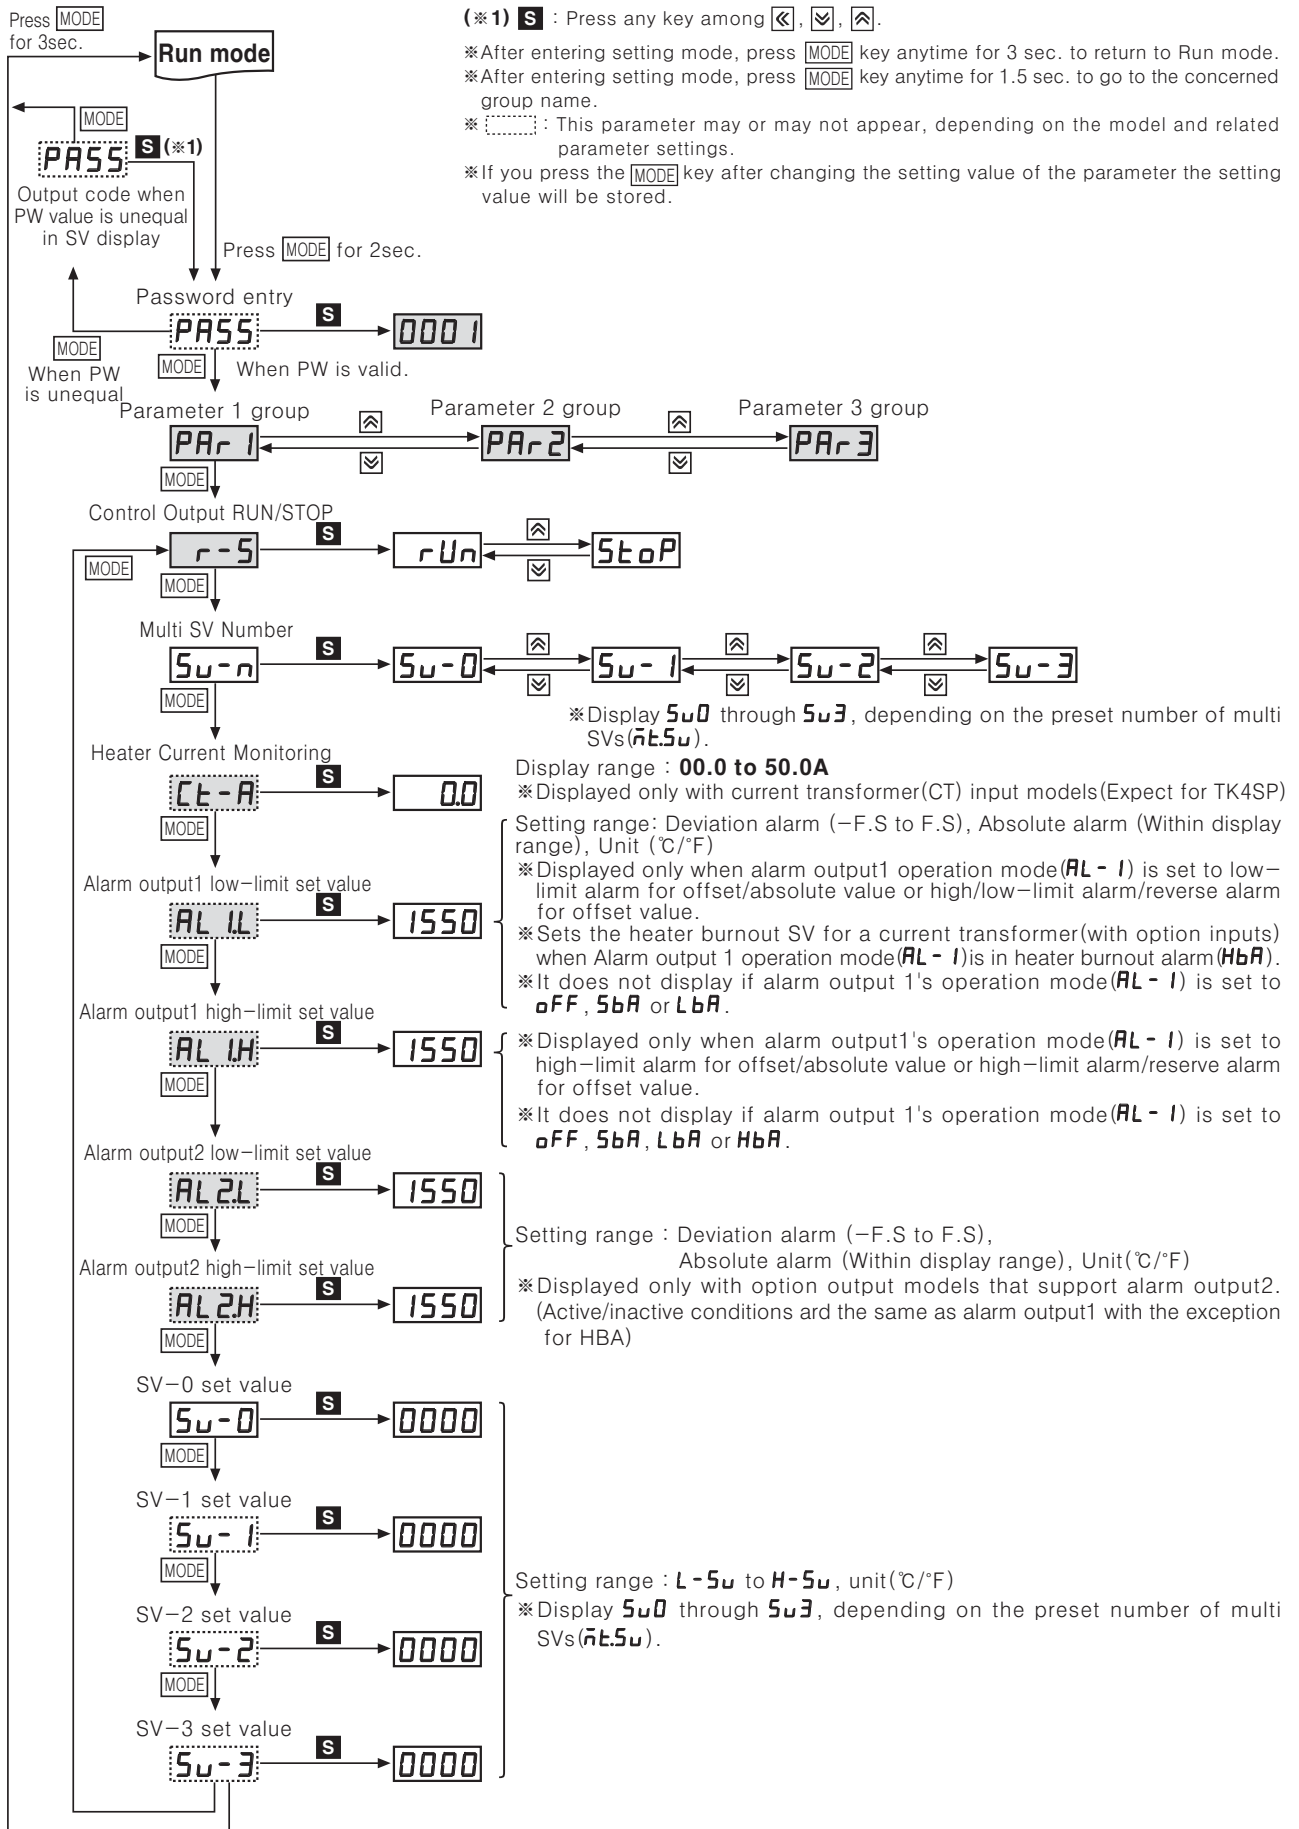 Press MODE
for 3sec.
Run mode
(※1) S : Press any key among «, , .
※After entering setting mode, press MODE key anytime for 3 sec. to return to Run mode.
※After entering setting mode, press MODE key anytime for 1.5 sec. to go to the concerned
group name.
※ : This parameter may or may not appear, depending on the model and related
parameter settings.
※If you press the MODE key after changing the setting value of the parameter the setting
value will be stored.
MODE
PASS
S (※1)
Output code when
PW value is unequal
in SV display
Press MODE for 2sec.
Password entry
PASS
S
0001
MODE
When PW
is unequal
MODE
When PW is valid.
Parameter 1 group
Parameter 2 group
Parameter 3 group
PAr1
PAr2
PAr3
MODE
Control Output RUN/STOP
MODE
r-S
S
rUn
StoP
MODE
Multi SV Number
Su-n
S
Su-0
Su-1
Su-2
Su-3
MODE
※Display Su0 through Su3, depending on the preset number of multi
SVs(ñt.Su).
Heater Current Monitoring
Ct-A
S
0.0
Display range : 00.0 to 50.0A
※Displayed only with current transformer(CT) input models(Expect for TK4SP)
MODE
Alarm output1 low-limit set value
AL1.L
S
1550
Setting range: Deviation alarm (-F.S to F.S), Absolute alarm (Within display
range), Unit (℃/℉)
※Displayed only when alarm output1 operation mode(AL-1) is set to low-
limit alarm for offset/absolute value or high/low-limit alarm/reverse alarm
for offset value.
※Sets the heater burnout SV for a current transformer(with option inputs)
when Alarm output 1 operation mode(AL-1)is in heater burnout alarm(HbA).
※It does not display if alarm output 1's operation mode(AL-1) is set to
oFF, SbA or LbA.
MODE
Alarm output1 high-limit set value
AL1.H
S
1550
※Displayed only when alarm output1's operation mode(AL-1) is set to
high-limit alarm for offset/absolute value or high-limit alarm/reserve alarm
for offset value.
※It does not display if alarm output 1's operation mode(AL-1) is set to
oFF, SbA, LbA or HbA.
MODE
Alarm output2 low-limit set value
AL2.L
S
1550
MODE
Alarm output2 high-limit set value
AL2.H
S
1550
MODE
Setting range : Deviation alarm (-F.S to F.S),
Absolute alarm (Within display range), Unit(℃/℉)
※Displayed only with option output models that support alarm output2.
(Active/inactive conditions ard the same as alarm output1 with the exception
for HBA)
SV-0 set value
Su-0
S
0000
MODE
SV-1 set value
Su-1
S
0000
MODE
SV-2 set value
Su-2
S
0000
MODE
SV-3 set value
Su-3
S
0000
Setting range : L-Su to H-Su, unit(℃/℉)
※Display Su0 through Su3, depending on the preset number of multi
SVs(ñt.Su).